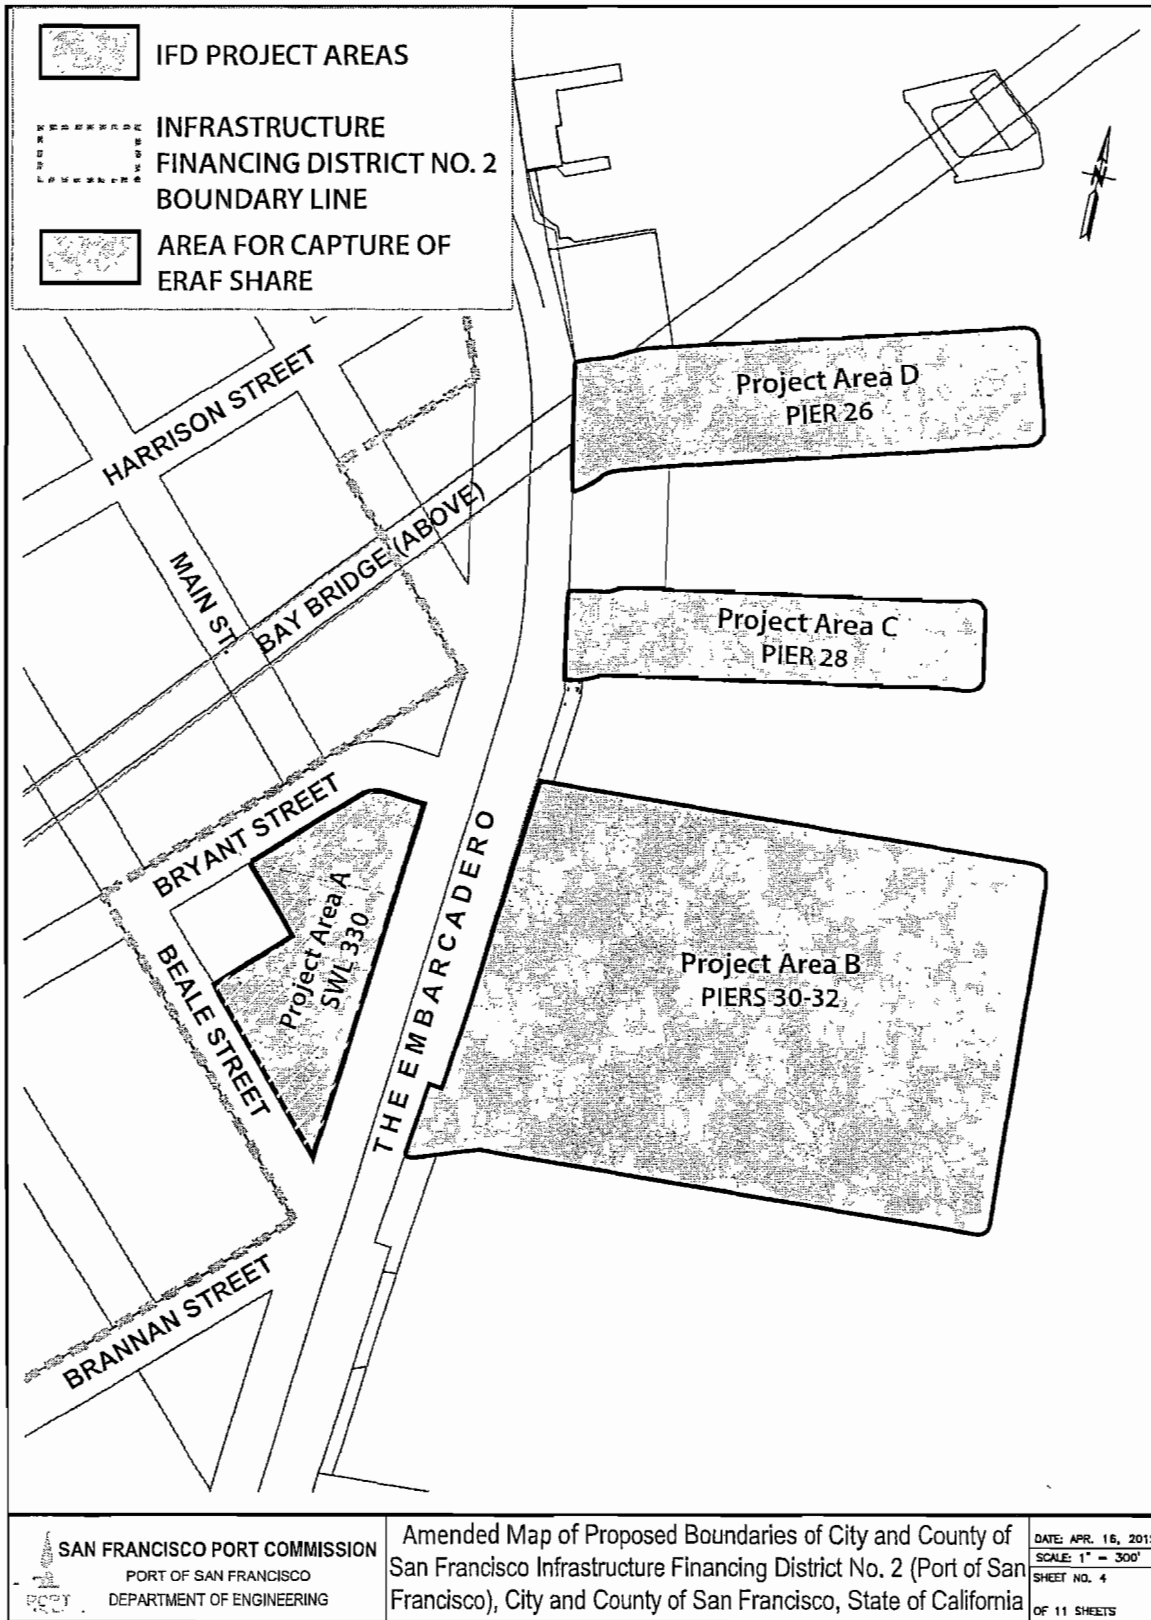 IFD PROJECT AREAS
INFRASTRUCTURE
FINANCING DISTRICT NO. 2
BOUNDARY LINE
AREA FOR CAPTURE OF
ERAF SHARE
N
HARRISON STREET
Project Area D
PIER 26
MAIN ST.
BAY BRIDGE (ABOVE)
Project Area C
PIER 28
BRYANT STREET
THE EMBARCADERO
Project Area A
SWL 330
BEALE STREET
Project Area B
PIERS 30-32
BRANNAN STREET
SAN FRANCISCO PORT COMMISSION
PORT OF SAN FRANCISCO
DEPARTMENT OF ENGINEERING
PORT
Amended Map of Proposed Boundaries of City and County of
San Francisco Infrastructure Financing District No. 2 (Port of San
Francisco), City and County of San Francisco, State of California
DATE: APR. 16, 201
SCALE: 1" = 300'
SHEET NO. 4
OF 11 SHEETS